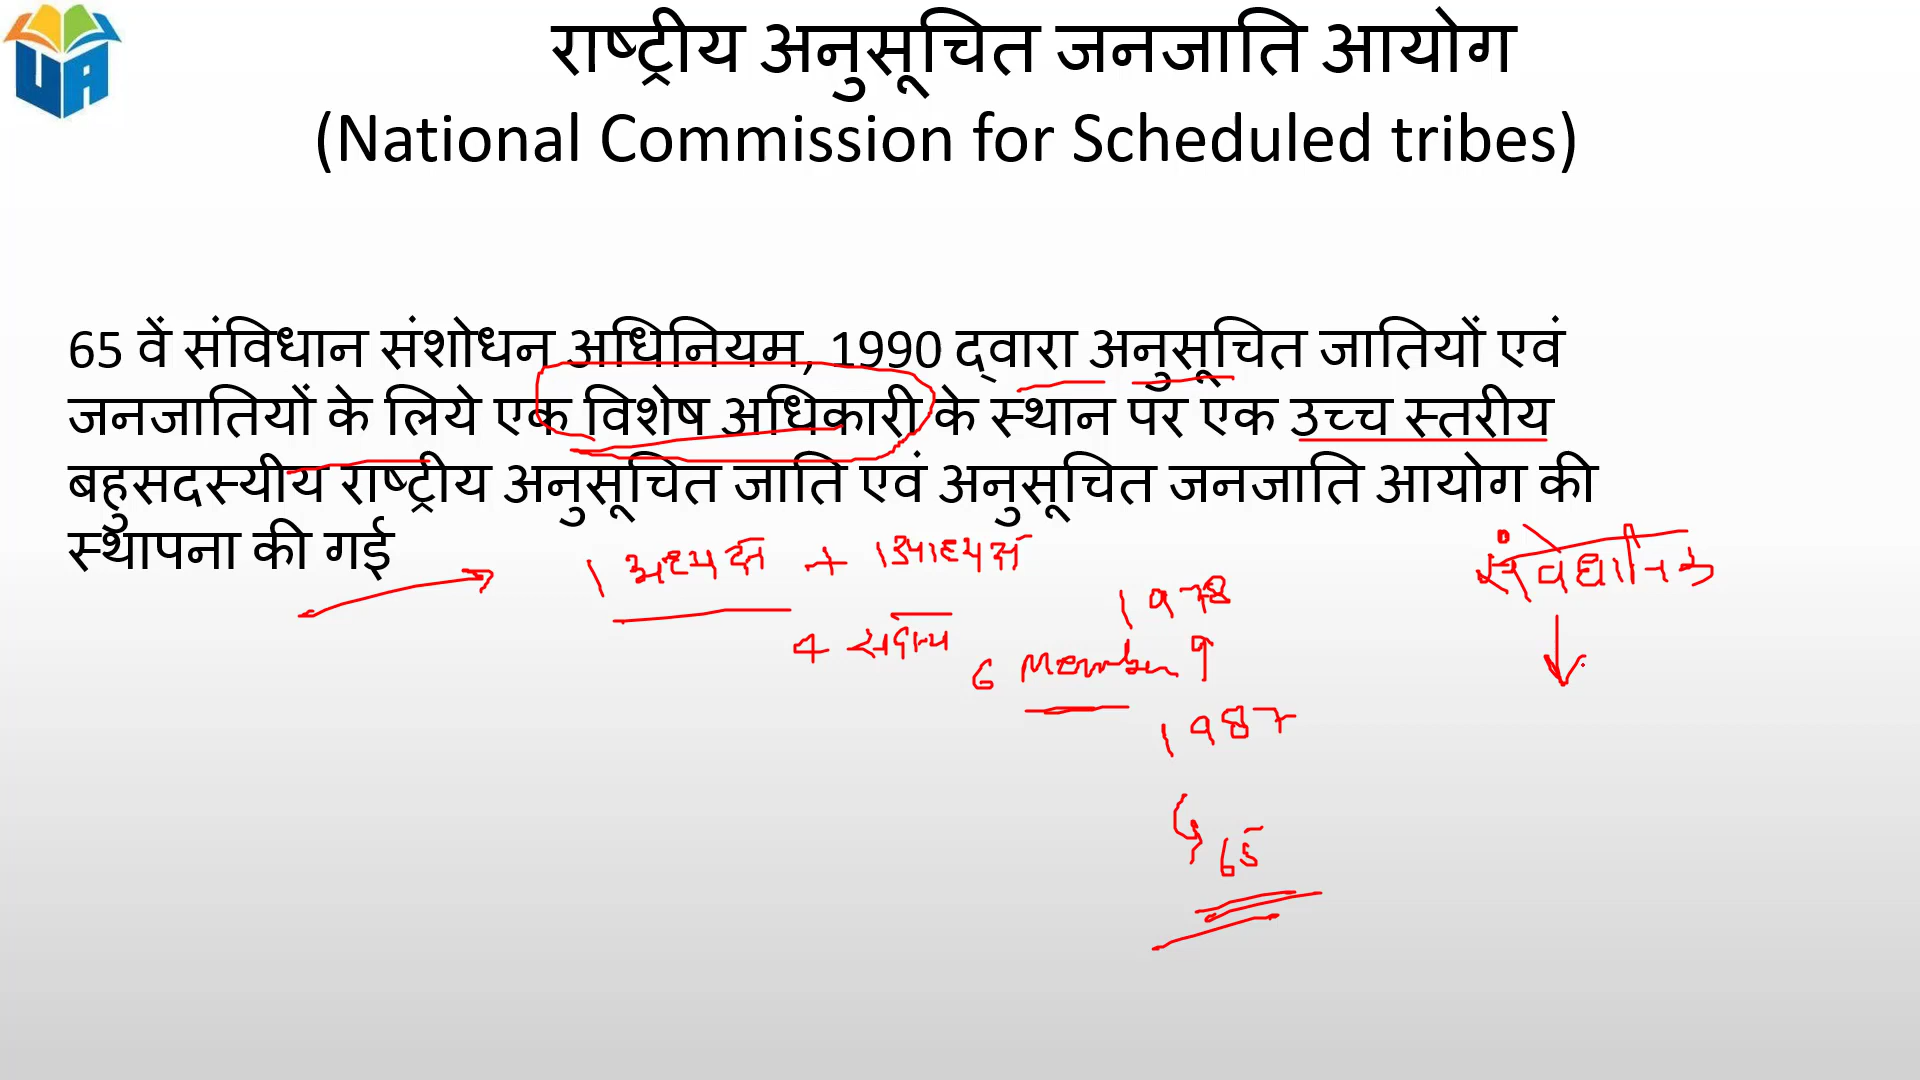 UA
राष्ट्रीय अनुसूचित जनजाति आयोग
(National Commission for Scheduled tribes)
65 वें संविधान संशोधन अधिनियम, 1990 द्वारा अनुसूचित जातियों एवं
जनजातियों के लिये एक विशेष अधिकारी के स्थान पर एक उच्च स्तरीय
बहुसदस्यीय राष्ट्रीय अनुसूचित जाति एवं अनुसूचित जनजाति आयोग की
स्थापना की गई
1 अध्यक्ष + 1 उपाध्यक्ष
4 सदस्य
1978
6 Member
1987
65
संवैधानिक